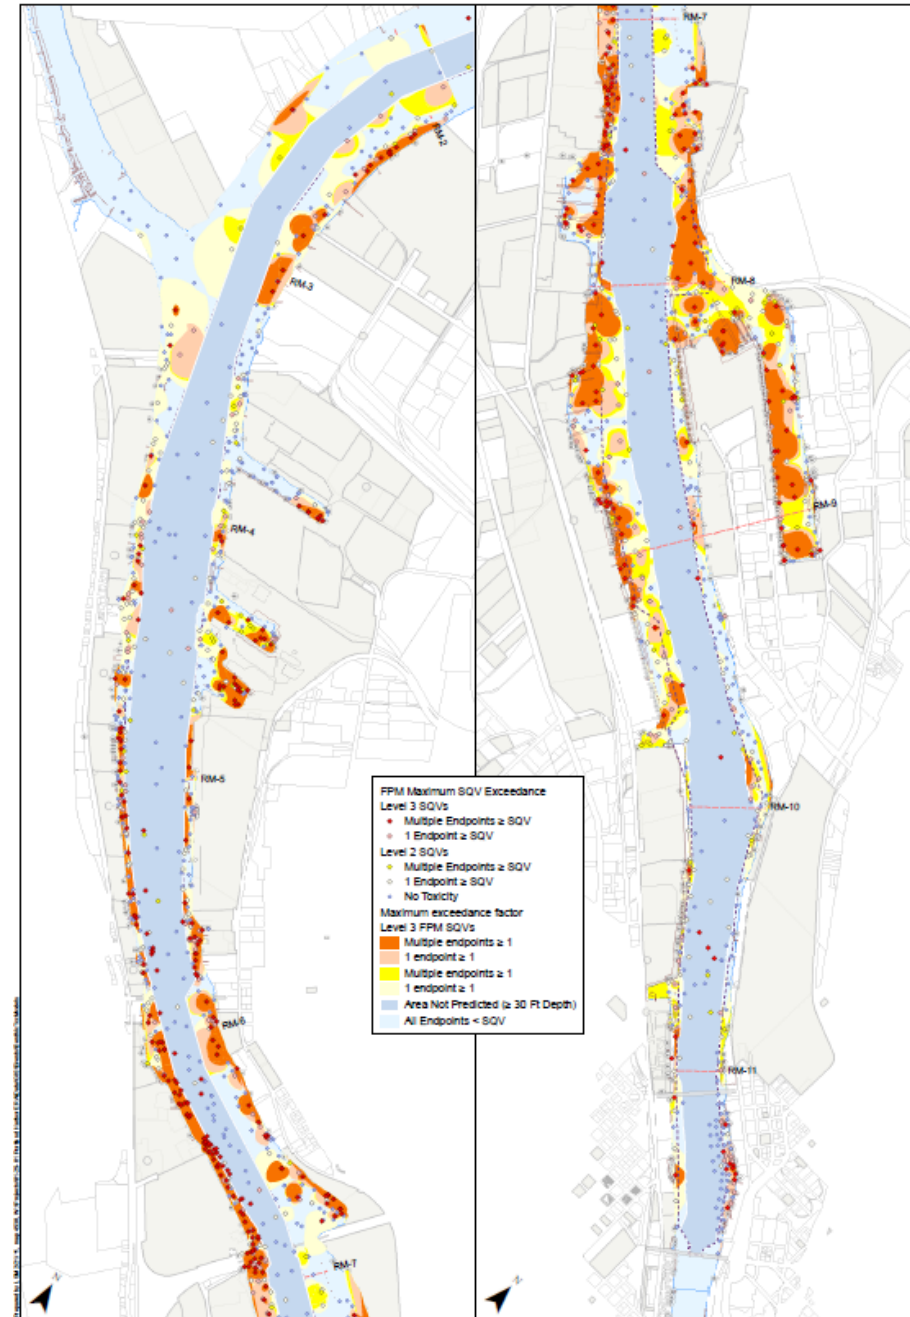 RM-2
RM-3
RM-4
RM-5
RM-6
RM-7
N
RM-7
RM-8
RM-9
RM-10
RM-11
N
FPM Maximum SQV Exceedance
Level 3 SQVs
Multiple Endpoints ≥ SQV
1 Endpoint ≥ SQV
Level 2 SQVs
Multiple Endpoints ≥ SQV
1 Endpoint ≥ SQV
No Toxicity
Maximum exceedance factor
Level 3 FPM SQVs
Multiple endpoints ≥ 1
1 endpoint ≥ 1
Multiple endpoints ≥ 1
1 endpoint ≥ 1
Area Not Predicted (≥ 30 Ft Depth)
All Endpoints < SQV